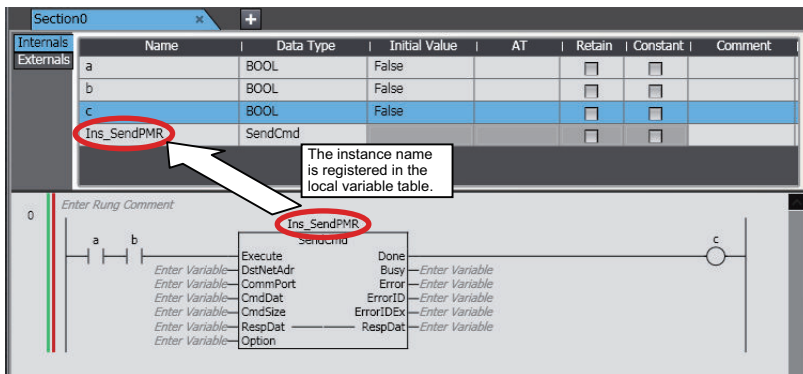 Section0 × +
Internals Name Data Type Initial Value AT Retain Constant Comment
Externals a BOOL False
b BOOL False
c BOOL False
Ins_SendPMR SendCmd
The instance name
is registered in the
local variable table.
0 Enter Rung Comment
Ins_SendPMR
a b SendCmd c
Execute Done
Enter Variable DstNetAdr Busy Enter Variable
Enter Variable CommPort Error Enter Variable
Enter Variable CmdDat ErrorID Enter Variable
Enter Variable CmdSize ErrorIDEx Enter Variable
Enter Variable RespDat RespDat Enter Variable
Enter Variable Option